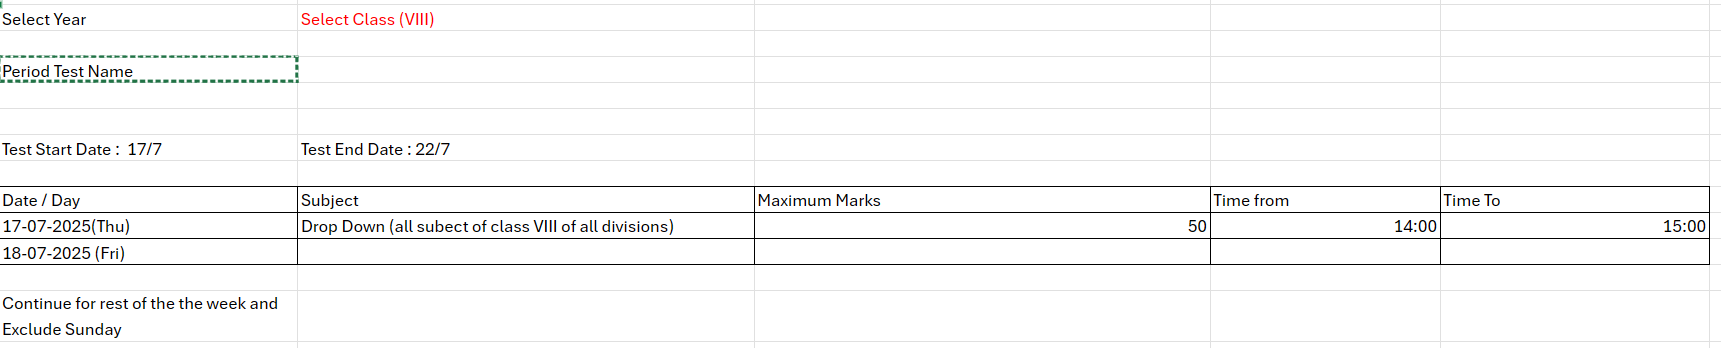 Select Year Select Class (VIII)
Period Test Name
Test Start Date : 17/7 Test End Date : 22/7
Date / Day Subject Maximum Marks Time from Time To
17-07-2025(Thu) Drop Down (all subect of class VIII of all divisions) 50 14:00 15:00
18-07-2025 (Fri)
Continue for rest of the the week and
Exclude Sunday